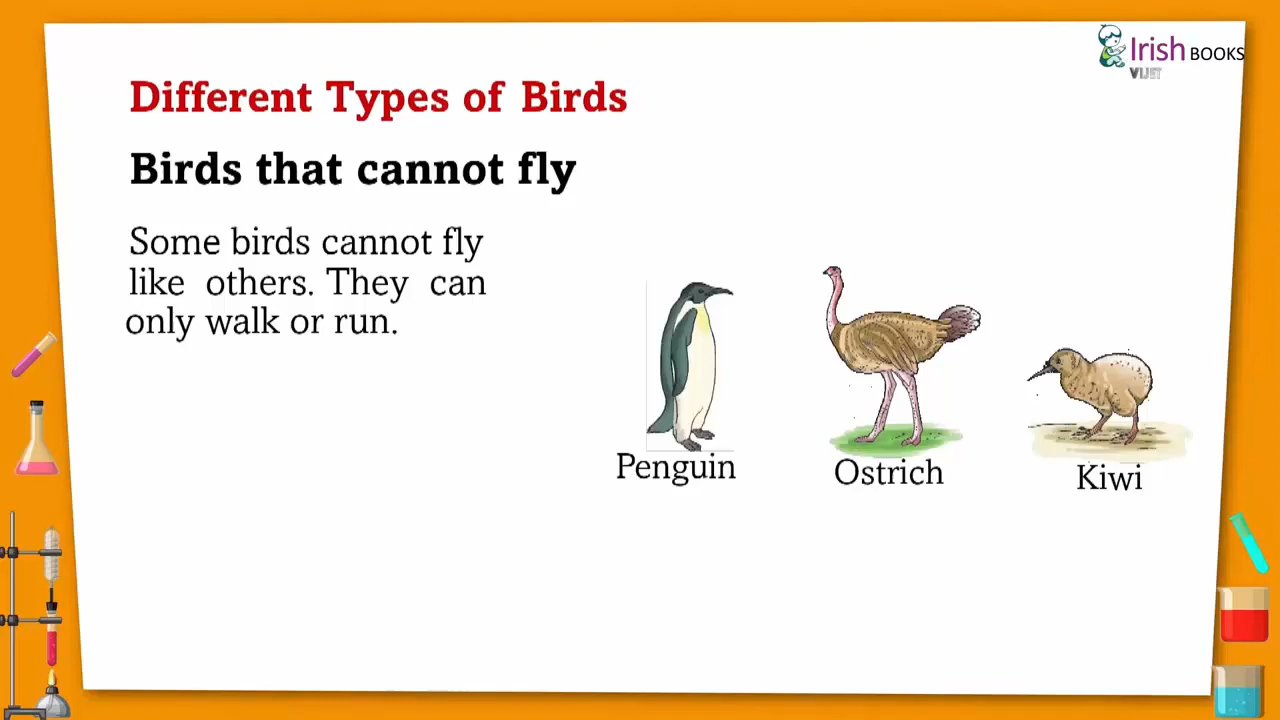 Irish BOOKS
VIJET
Different Types of Birds
Birds that cannot fly
Some birds cannot fly
like others. They can
only walk or run.
Penguin
Ostrich
Kiwi